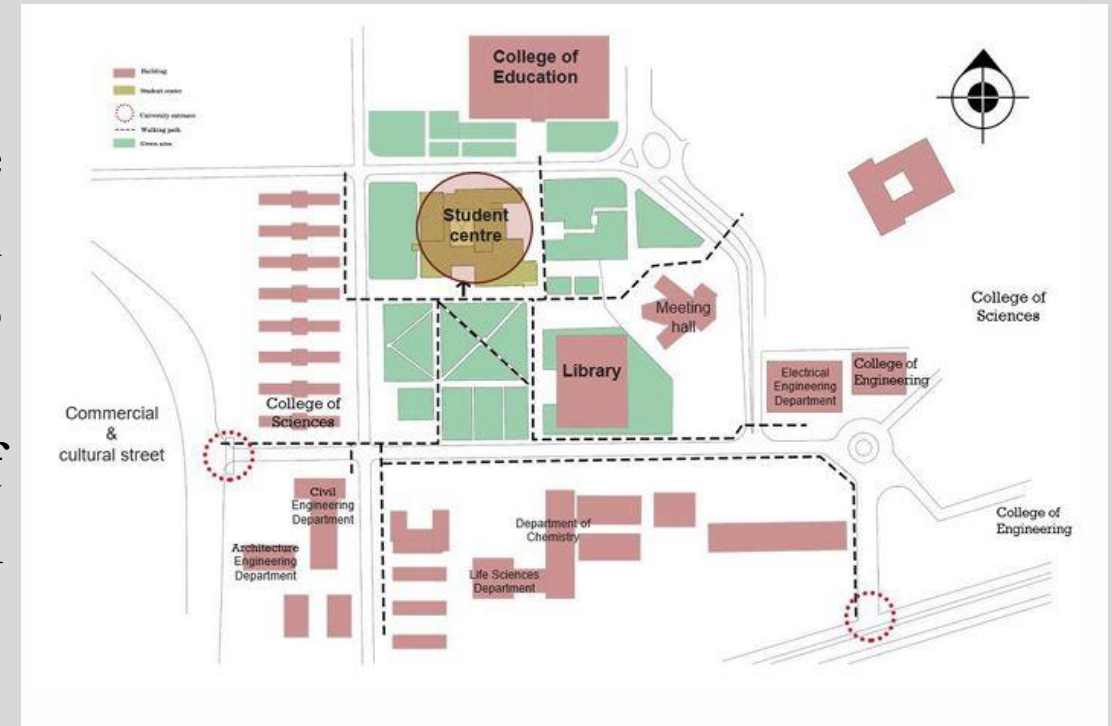 Building
Student center
University entrance
Walking path
Green area
College of
Education
Student
centre
Meeting
hall
College of
Sciences
Library
Electrical
Engineering
Department
College of
Engineering
College of
Sciences
Commercial
&
cultural street
Civil
Engineering
Department
Architecture
Engineering
Department
Department of
Chemistry
Life Sciences
Department
College of
Engineering